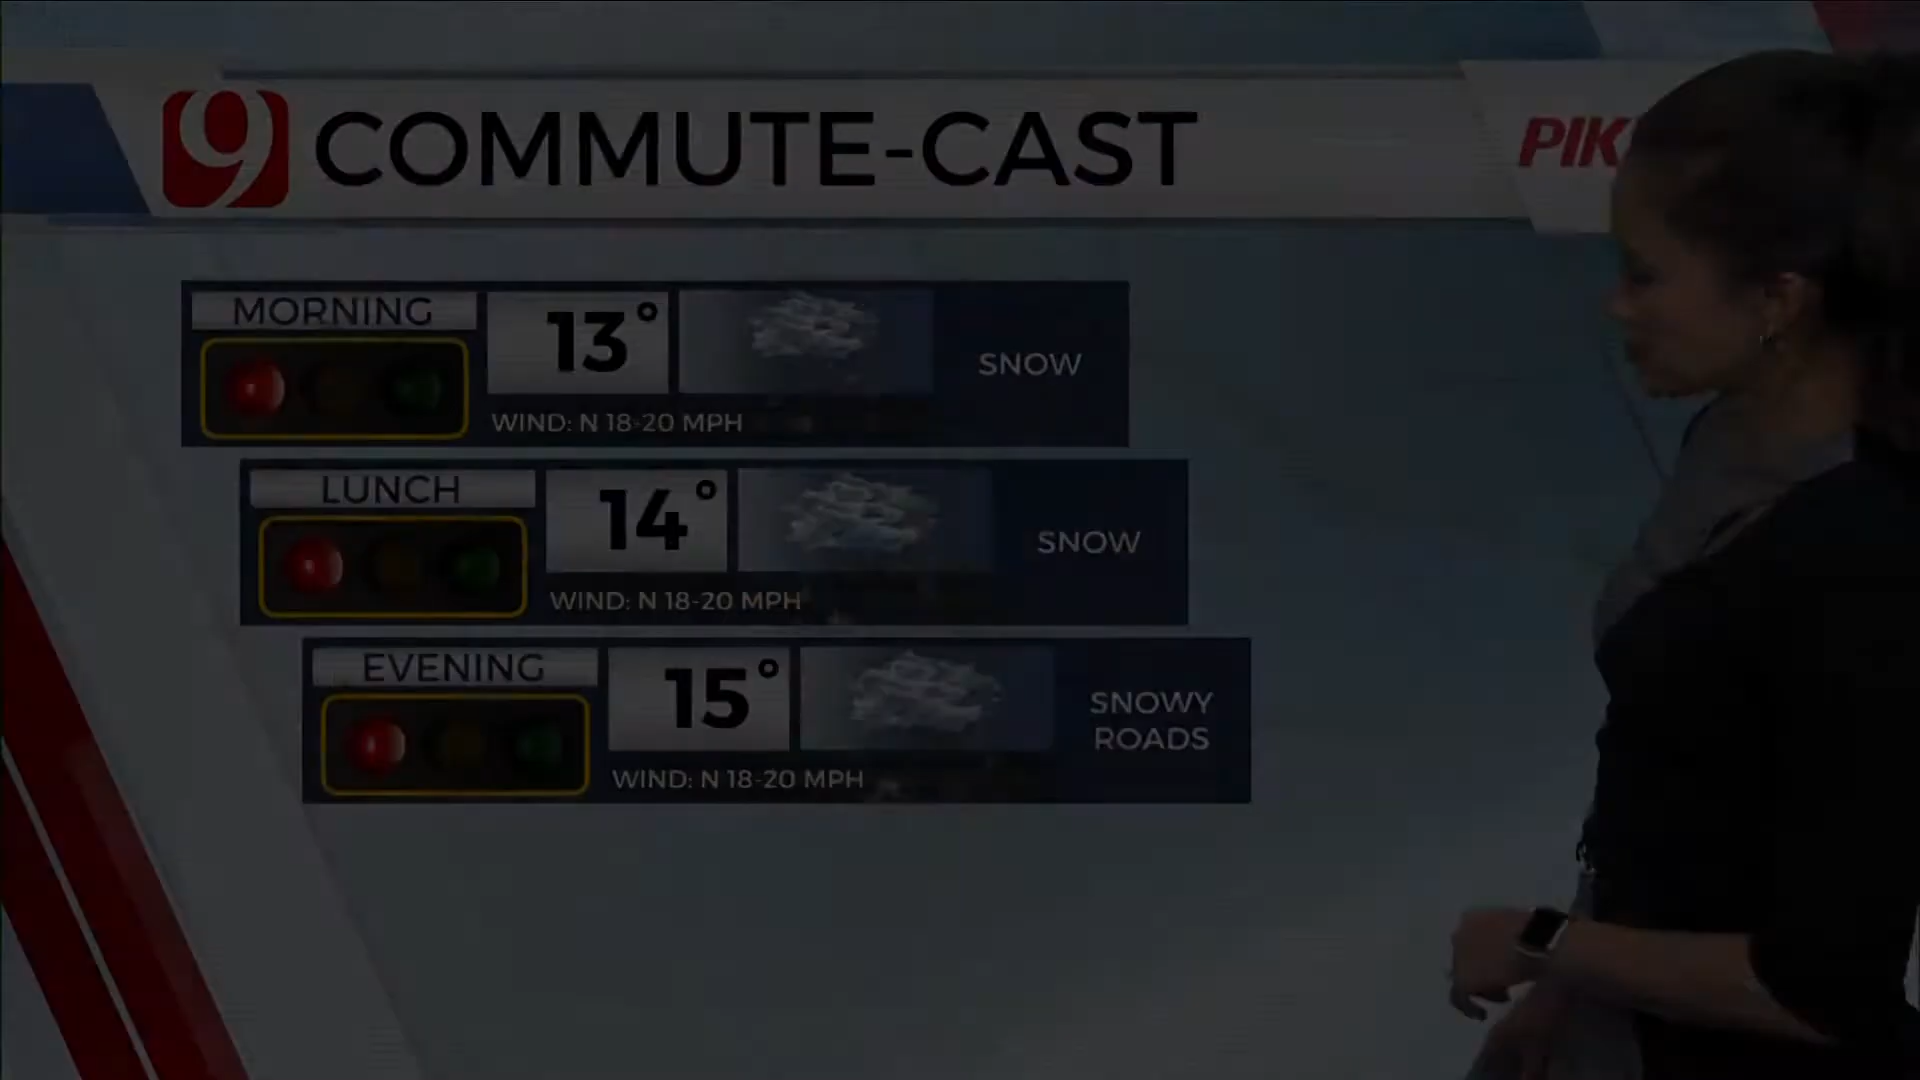 9 COMMUTE-CAST
PIK
MORNING
13°
SNOW
WIND: N 18-20 MPH
LUNCH
14°
SNOW
WIND: N 18-20 MPH
EVENING
15°
SNOWY
ROADS
WIND: N 18-20 MPH